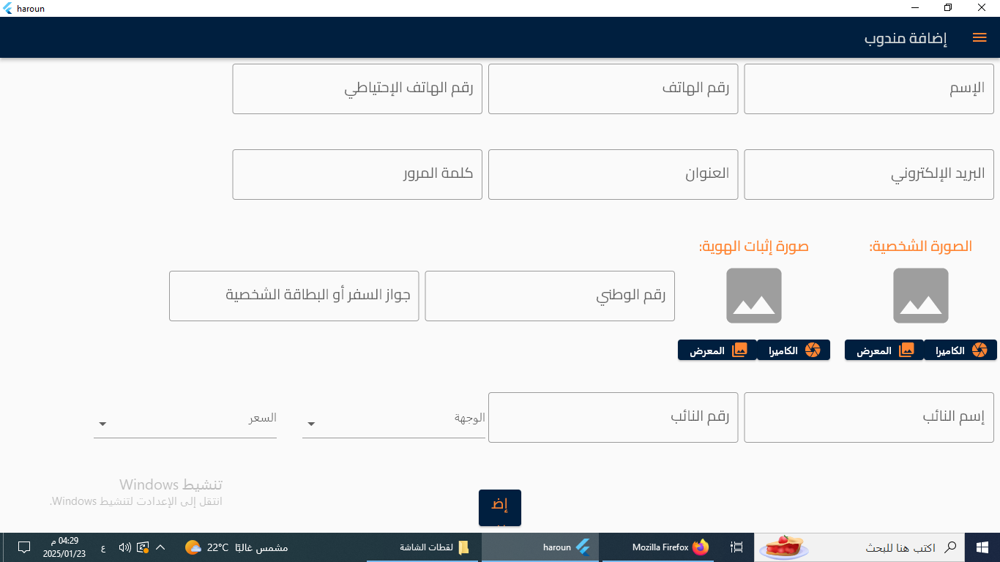 haroun
إضافة مندوب
الإسم
رقم الهاتف
رقم الهاتف الإحتياطي
البريد الإلكتروني
العنوان
كلمة المرور
الصورة الشخصية:
صورة إثبات الهوية:
رقم الوطني
جواز السفر أو البطاقة الشخصية
الكاميرا
المعرض
الكاميرا
المعرض
إسم النائب
رقم النائب
الوجهة
السعر
تنشيط Windows
انتقل إلى الإعدادت لتنشيط Windows.
إض
اكتب هنا للبحث
Mozilla Firefox
haroun
لقطات الشاشة
مشمس غالبًا 22°C
ع
04:29 م
2025/01/23